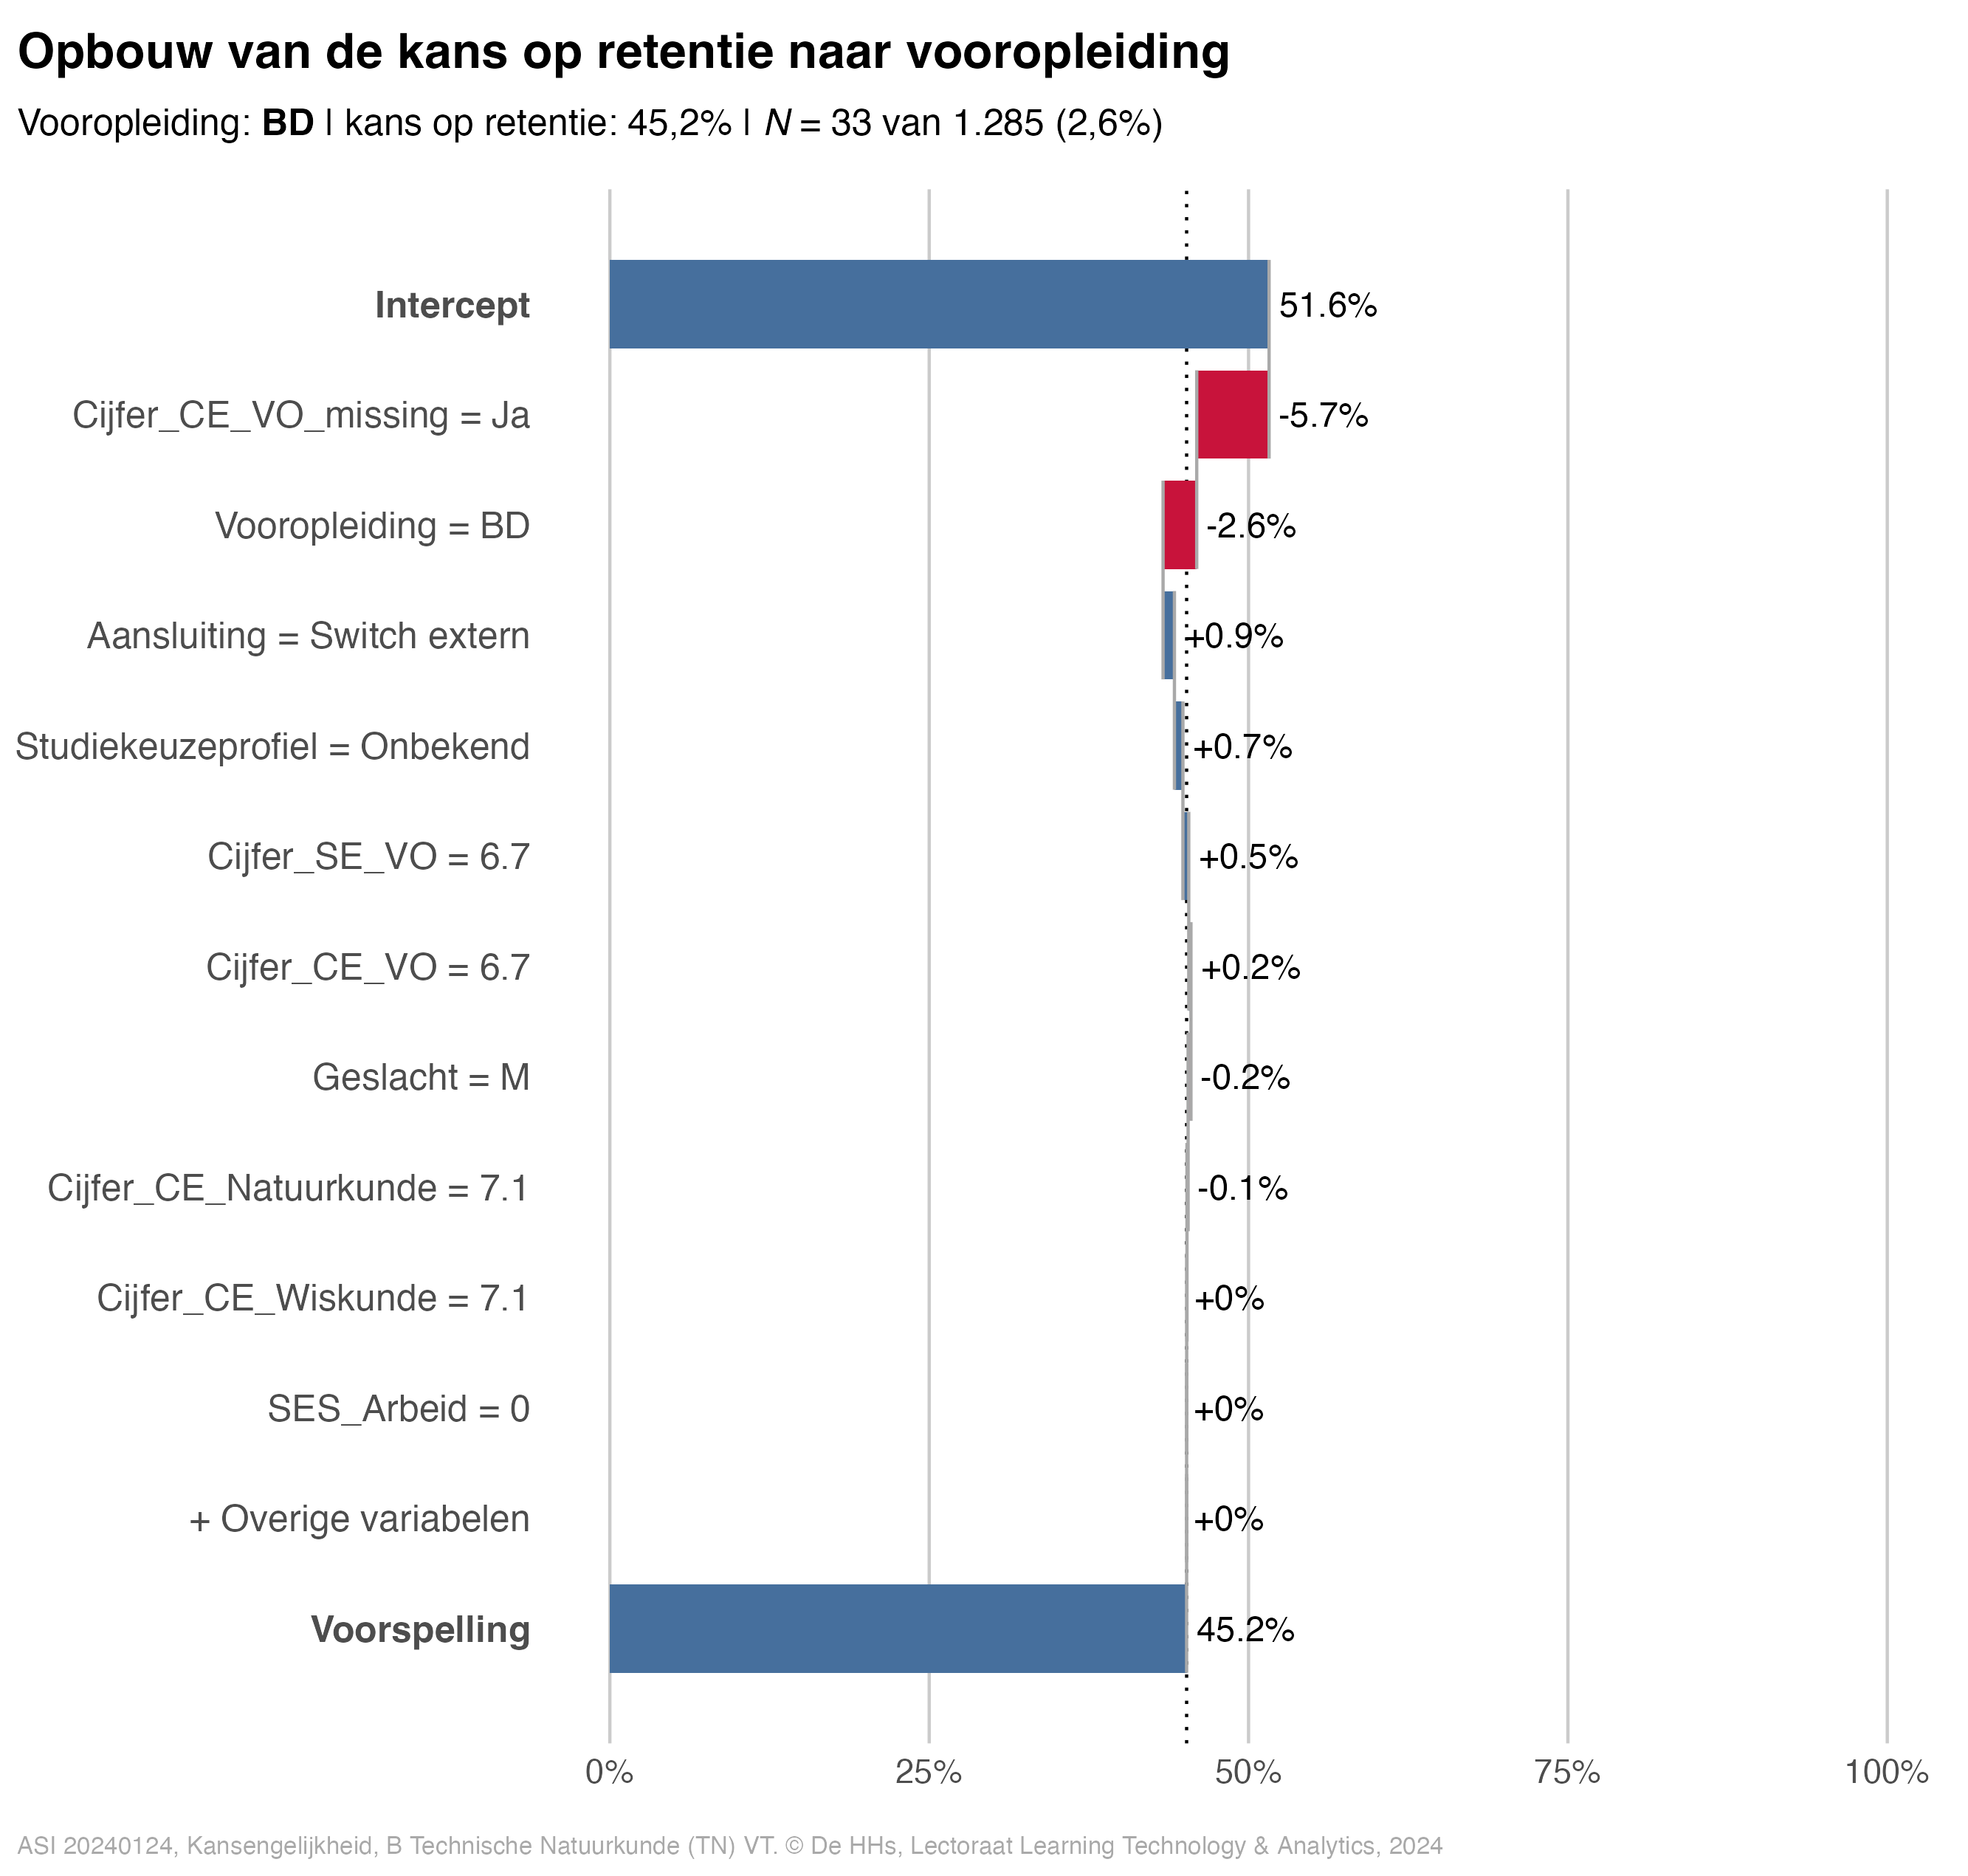 Opbouw van de kans op retentie naar vooropleiding
Vooropleiding: BD | kans op retentie: 45,2% | N = 33 van 1.285 (2,6%)
Intercept 51.6%
Cijfer_CE_VO_missing = Ja -5.7%
Vooropleiding = BD -2.6%
Aansluiting = Switch extern +0.9%
Studiekeuzeprofiel = Onbekend +0.7%
Cijfer_SE_VO = 6.7 +0.5%
Cijfer_CE_VO = 6.7 +0.2%
Geslacht = M -0.2%
Cijfer_CE_Natuurkunde = 7.1 -0.1%
Cijfer_CE_Wiskunde = 7.1 +0%
SES_Arbeid = 0 +0%
+ Overige variabelen +0%
Voorspelling 45.2%
0% 25% 50% 75% 100%
ASI 20240124, Kansengelijkheid, B Technische Natuurkunde (TN) VT. © De HHs, Lectoraat Learning Technology & Analytics, 2024